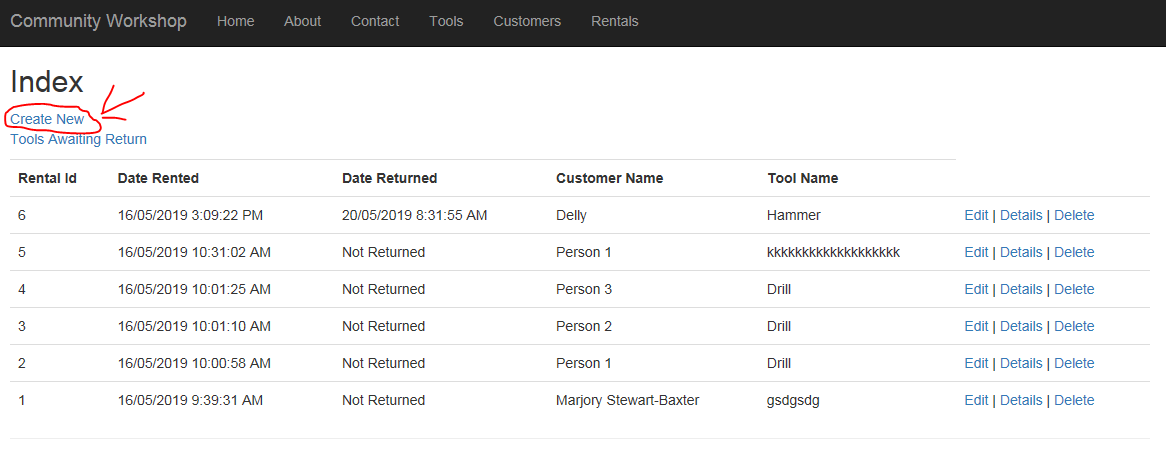 Community Workshop Home About Contact Tools Customers Rentals
Index
Create New
Tools Awaiting Return
Rental Id Date Rented Date Returned Customer Name Tool Name
6 16/05/2019 3:09:22 PM 20/05/2019 8:31:55 AM Delly Hammer Edit | Details | Delete
5 16/05/2019 10:31:02 AM Not Returned Person 1 kkkkkkkkkkkkkkkkkkk Edit | Details | Delete
4 16/05/2019 10:01:25 AM Not Returned Person 3 Drill Edit | Details | Delete
3 16/05/2019 10:01:10 AM Not Returned Person 2 Drill Edit | Details | Delete
2 16/05/2019 10:00:58 AM Not Returned Person 1 Drill Edit | Details | Delete
1 16/05/2019 9:39:31 AM Not Returned Marjory Stewart-Baxter gsdgsdg Edit | Details | Delete